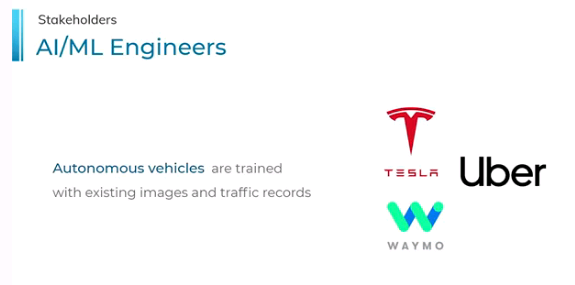 Stakeholders
AI/ML Engineers
Autonomous vehicles are trained
with existing images and traffic records
TESLA
Uber
WAYMO